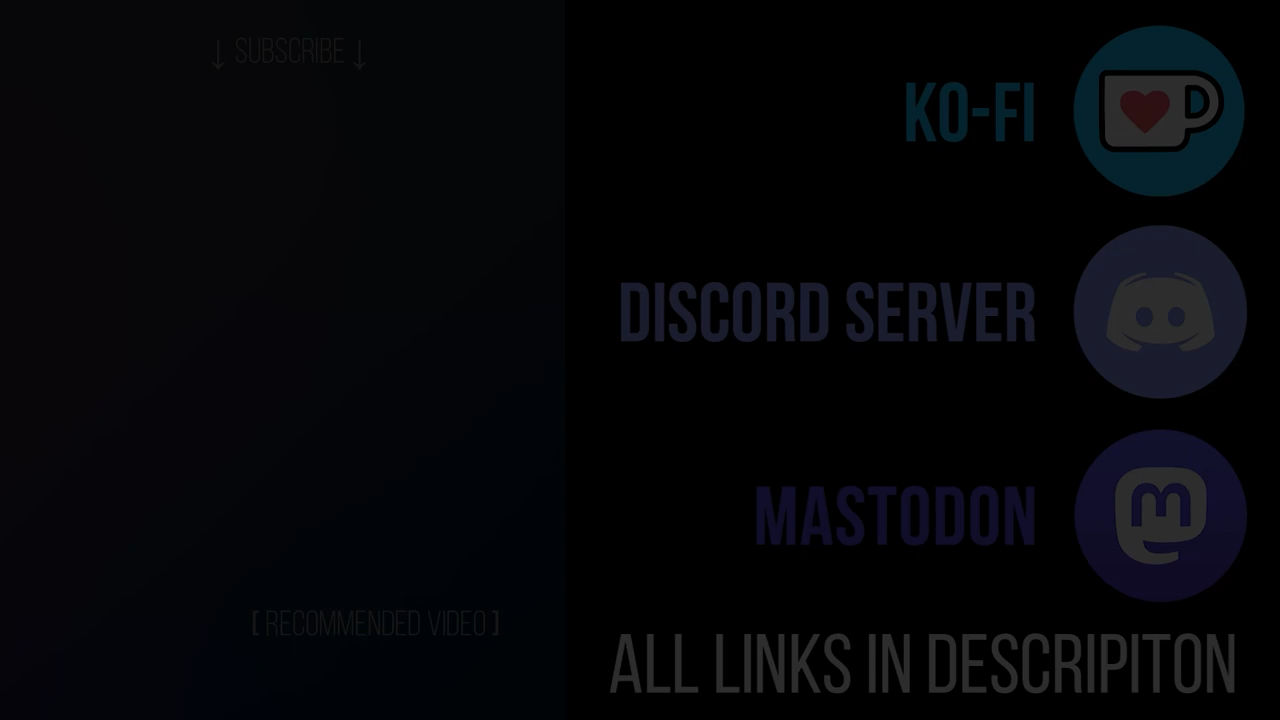 ↓ SUBSCRIBE ↓
KO-FI
DISCORD SERVER
MASTODON
[ RECOMMENDED VIDEO ]
ALL LINKS IN DESCRIPITON